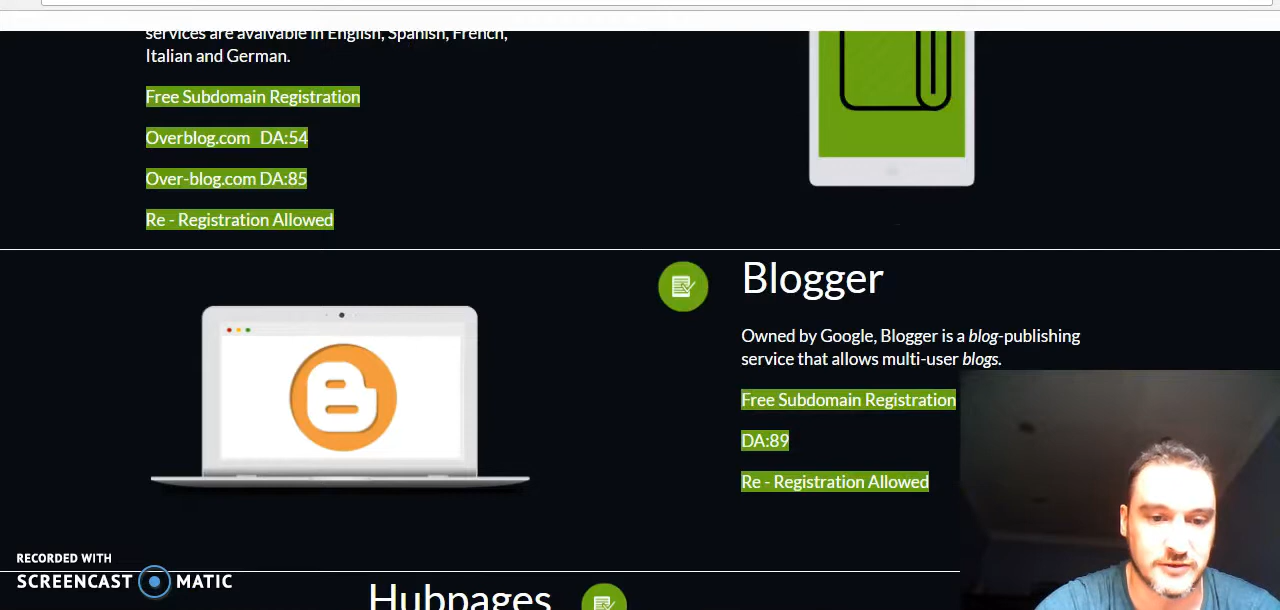 services are avaivable in English, Spanish, French,
Italian and German.
Free Subdomain Registration
Overblog.com DA:54
Over-blog.com DA:85
Re - Registration Allowed
Blogger
Owned by Google, Blogger is a blog-publishing
service that allows multi-user blogs.
Free Subdomain Registration
DA:89
Re - Registration Allowed
RECORDED WITH
SCREENCAST MATIC
Hubpages